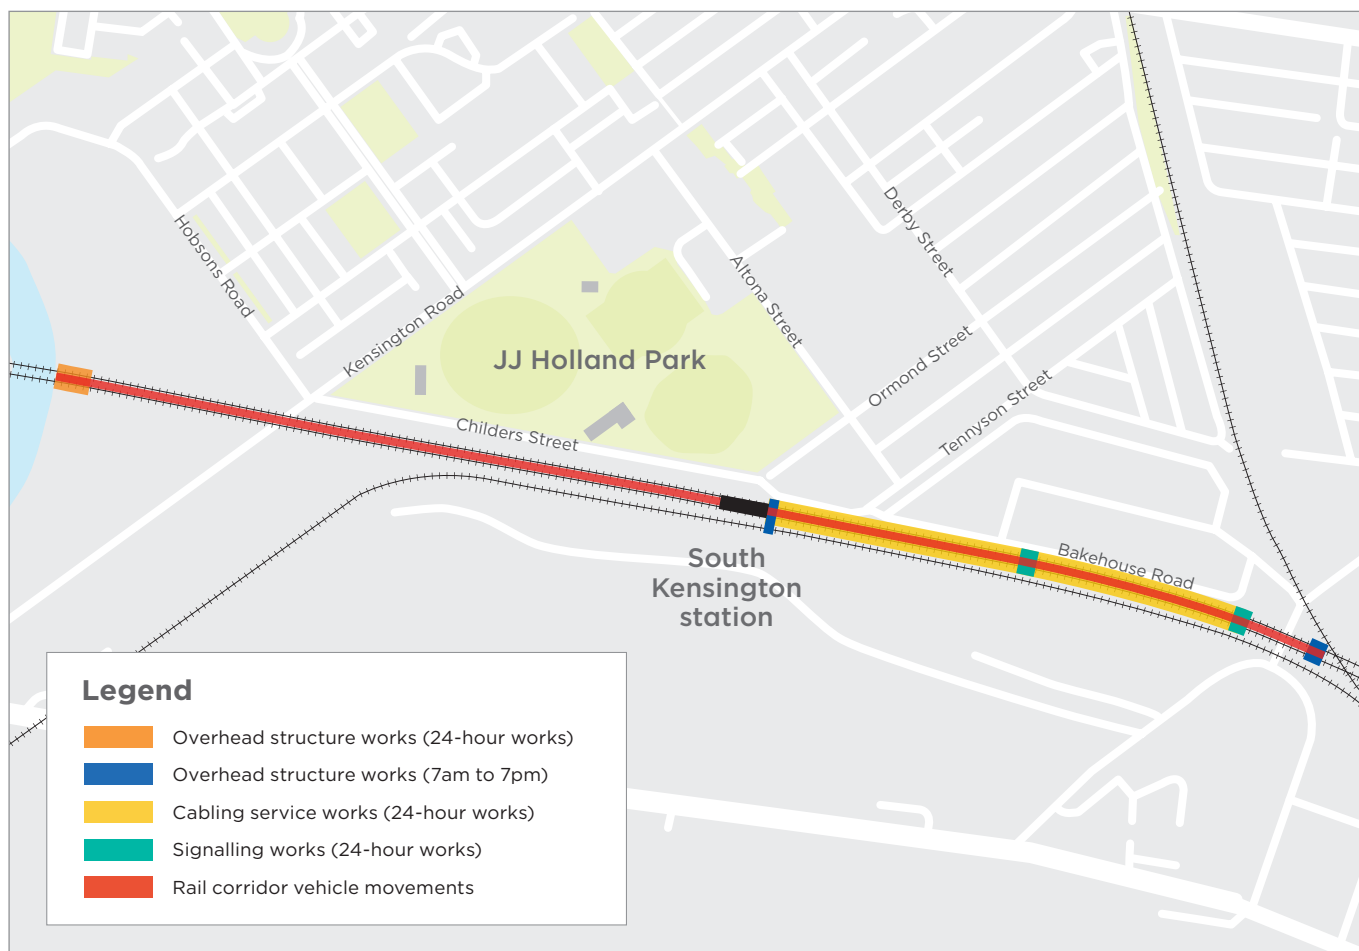 Hobsons Road
Kensington Road
JJ Holland Park
Altona Street
Derby Street
Ormond Street
Tennyson Street
Childers Street
Bakehouse Road
South
Kensington
station
Legend
Overhead structure works (24-hour works)
Overhead structure works (7am to 7pm)
Cabling service works (24-hour works)
Signalling works (24-hour works)
Rail corridor vehicle movements